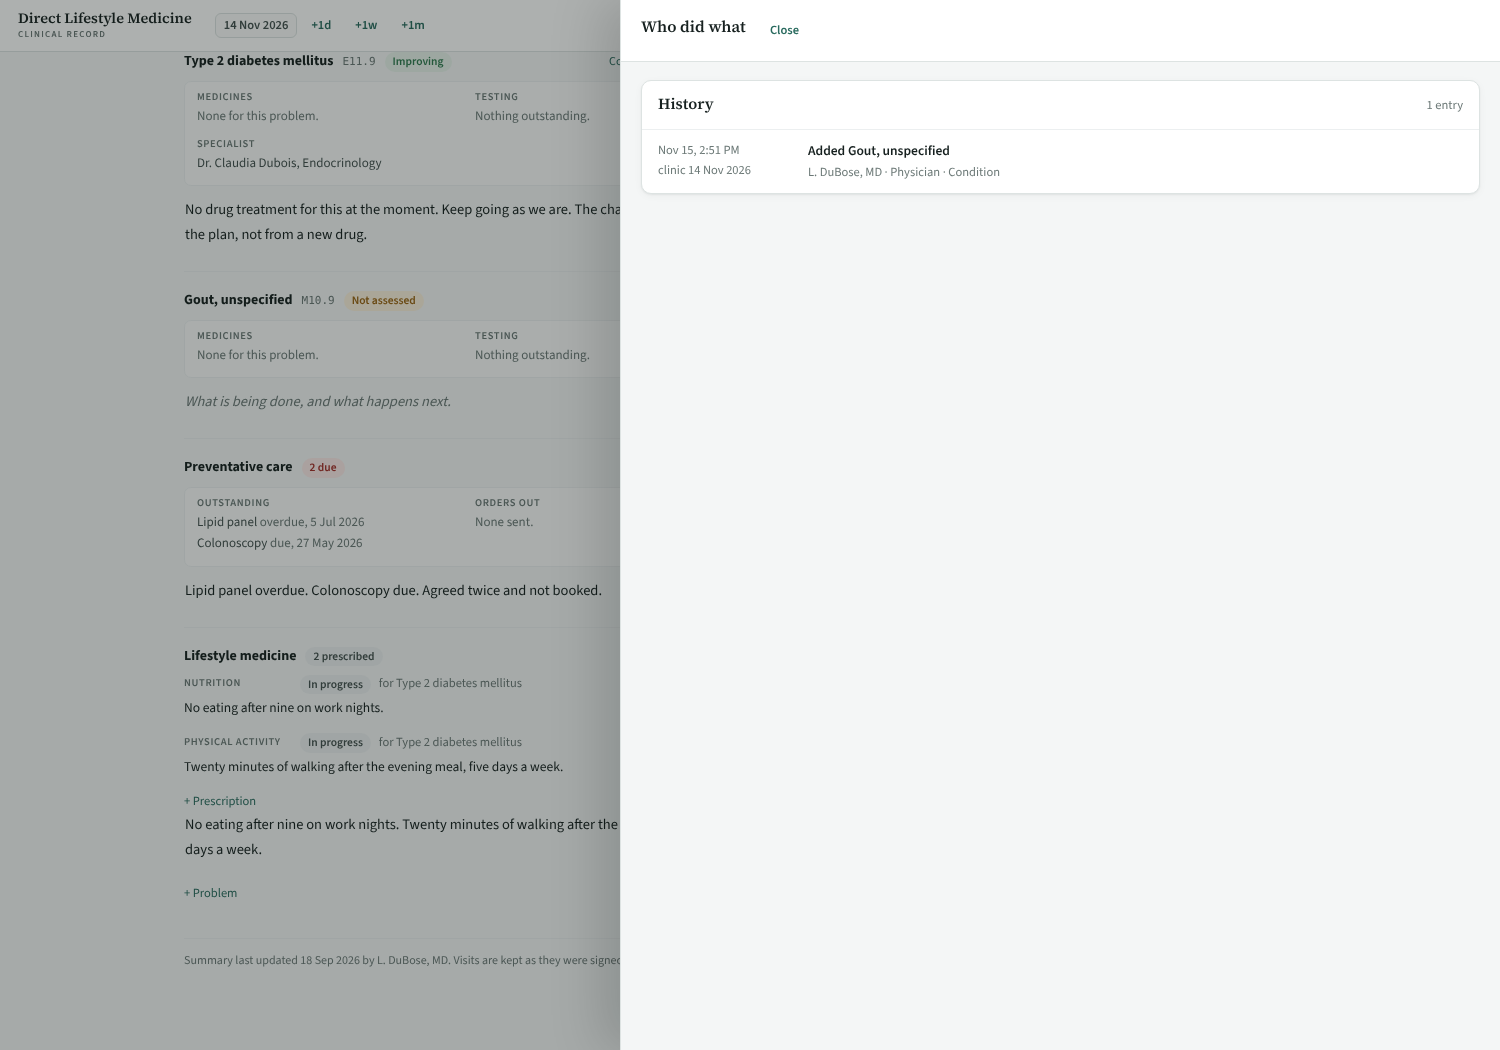 Direct Lifestyle Medicine
CLINICAL RECORD
14 Nov 2026
+1d
+1w
+1m
Type 2 diabetes mellitus E11.9 Improving
MEDICINES
None for this problem.
TESTING
Nothing outstanding.
SPECIALIST
Dr. Claudia Dubois, Endocrinology
No drug treatment for this at the moment. Keep going as we are. The
the plan, not from a new drug.
Gout, unspecified M10.9 Not assessed
MEDICINES
None for this problem.
TESTING
Nothing outstanding.
What is being done, and what happens next.
Preventative care 2 due
OUTSTANDING
Lipid panel overdue, 5 Jul 2026
Colonoscopy due, 27 May 2026
ORDERS OUT
None sent.
Lipid panel overdue. Colonoscopy due. Agreed twice and not booked.
Lifestyle medicine 2 prescribed
NUTRITION In progress for Type 2 diabetes mellitus
No eating after nine on work nights.
PHYSICAL ACTIVITY In progress for Type 2 diabetes mellitus
Twenty minutes of walking after the evening meal, five days a week.
+ Prescription
No eating after nine on work nights. Twenty minutes of walking after the
days a week.
+ Problem
Summary last updated 18 Sep 2026 by L. DuBose, MD. Visits are kept as they were signed
Who did what
Close
History
1 entry
Nov 15, 2:51 PM
clinic 14 Nov 2026
Added Gout, unspecified
L. DuBose, MD · Physician · Condition